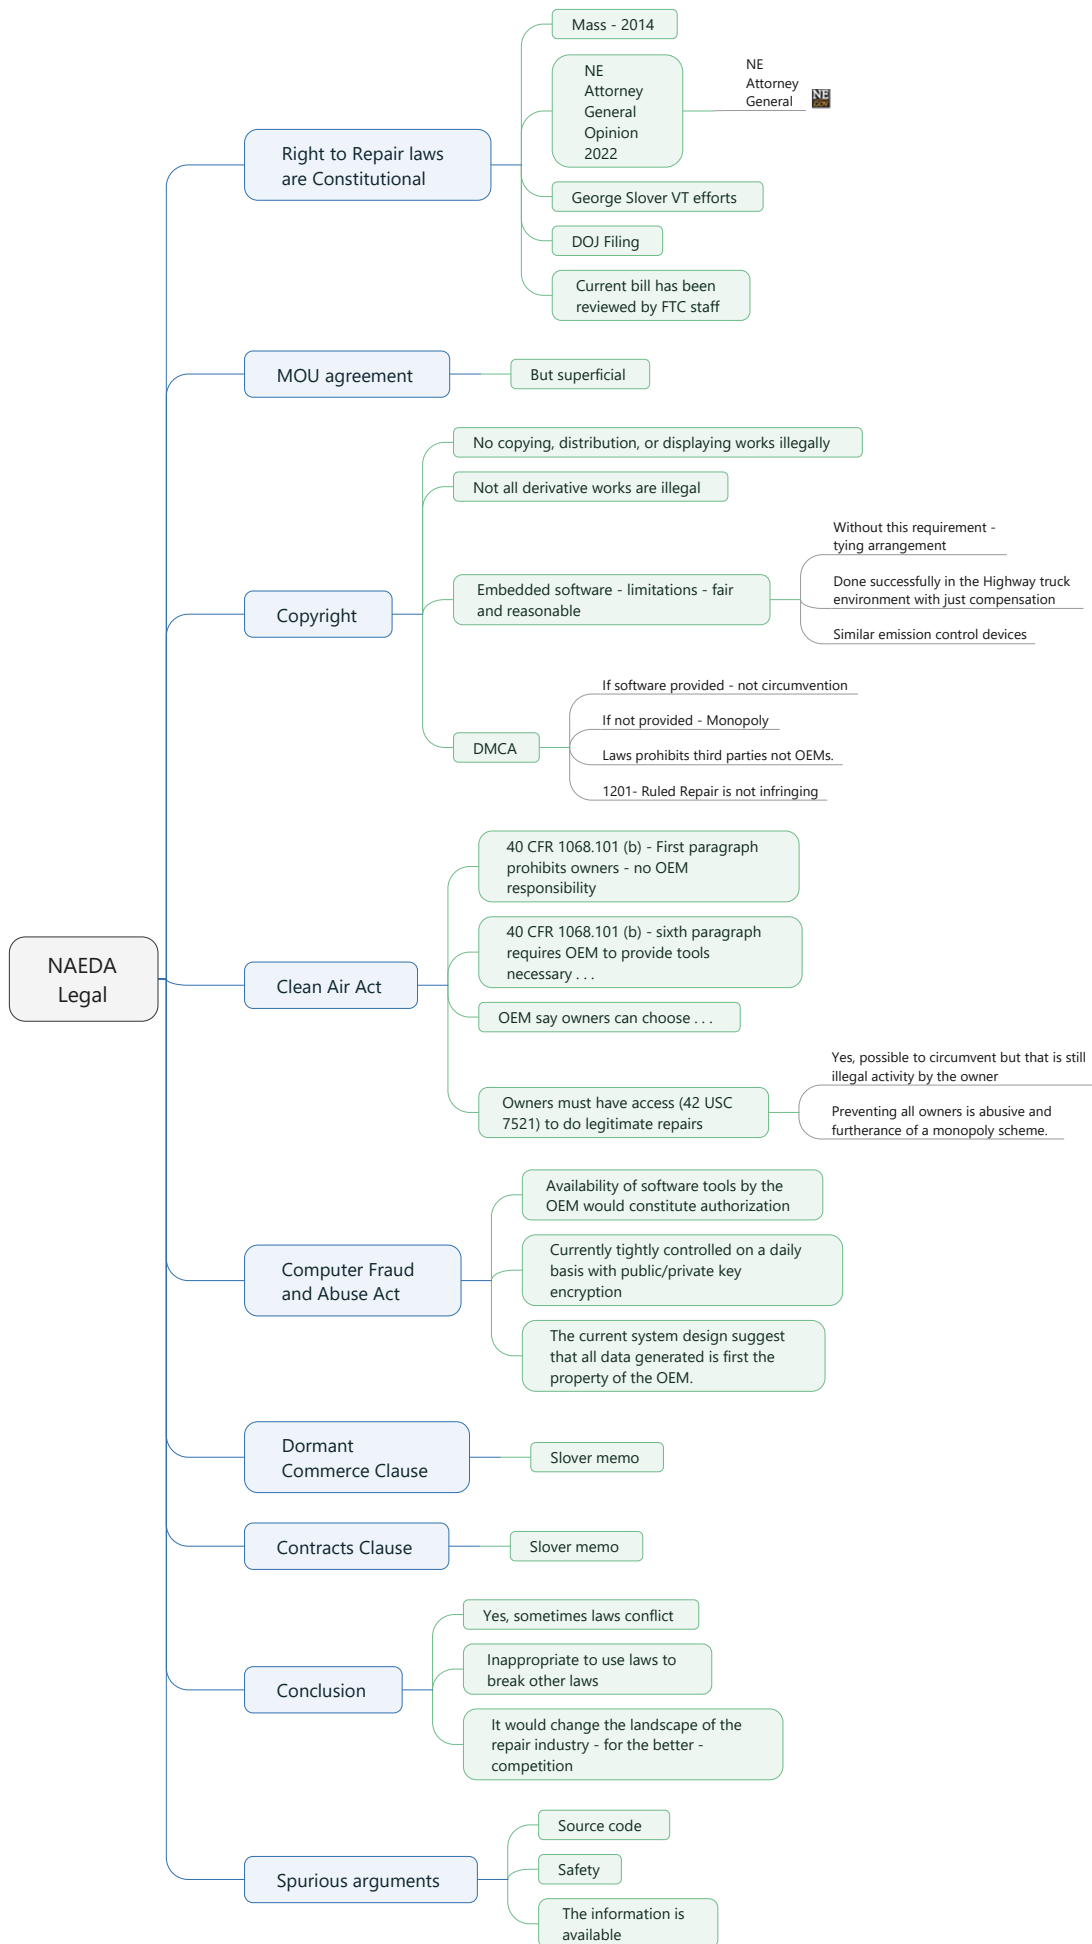 NAEDA
Legal
Right to Repair laws
are Constitutional
Mass - 2014
NE
Attorney
General
Opinion
2022
NE
Attorney
General
NE
GOV
George Slover VT efforts
DOJ Filing
Current bill has been
reviewed by FTC staff
MOU agreement
But superficial
Copyright
No copying, distribution, or displaying works illegally
Not all derivative works are illegal
Embedded software - limitations - fair
and reasonable
Without this requirement -
tying arrangement
Done successfully in the Highway truck
environment with just compensation
Similar emission control devices
DMCA
If software provided - not circumvention
If not provided - Monopoly
Laws prohibits third parties not OEMs.
1201- Ruled Repair is not infringing
Clean Air Act
40 CFR 1068.101 (b) - First paragraph
prohibits owners - no OEM
responsibility
40 CFR 1068.101 (b) - sixth paragraph
requires OEM to provide tools
necessary . . .
OEM say owners can choose . . .
Owners must have access (42 USC
7521) to do legitimate repairs
Yes, possible to circumvent but that is still
illegal activity by the owner
Preventing all owners is abusive and
furtherance of a monopoly scheme.
Computer Fraud
and Abuse Act
Availability of software tools by the
OEM would constitute authorization
Currently tightly controlled on a daily
basis with public/private key
encryption
The current system design suggest
that all data generated is first the
property of the OEM.
Dormant
Commerce Clause
Slover memo
Contracts Clause
Slover memo
Conclusion
Yes, sometimes laws conflict
Inappropriate to use laws to
break other laws
It would change the landscape of the
repair industry - for the better -
competition
Spurious arguments
Source code
Safety
The information is
available